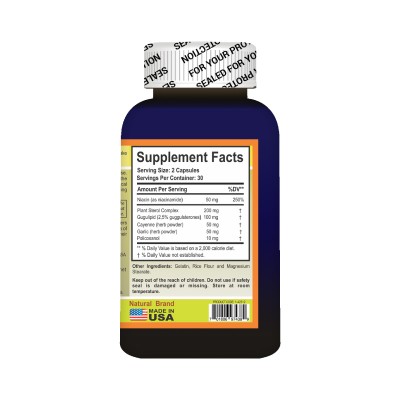 SEALED FOR YOUR PROTECTION
Supplement Facts
Serving Size: 2 Capsules
Servings Per Container: 30
Amount Per Serving %DV**
Niacin (as niacinamide) 50 mg 250%
Plant Sterol Complex 200 mg †
Gugulipid (2.5% guggulsterones) 100 mg †
Cayenne (herb powder) 50 mg †
Garlic (herb powder) 50 mg †
Policosanol 10 mg †
** % Daily Value is based on a 2,000 calorie diet.
† % Daily Value not established.
Other Ingredients: Gelatin, Rice Flour and Magnesium
Stearate.
Keep out of the reach of children. Do not use if safety
seal is damaged or missing. Store at room
temperature.
Natural Brand
MADE IN
USA